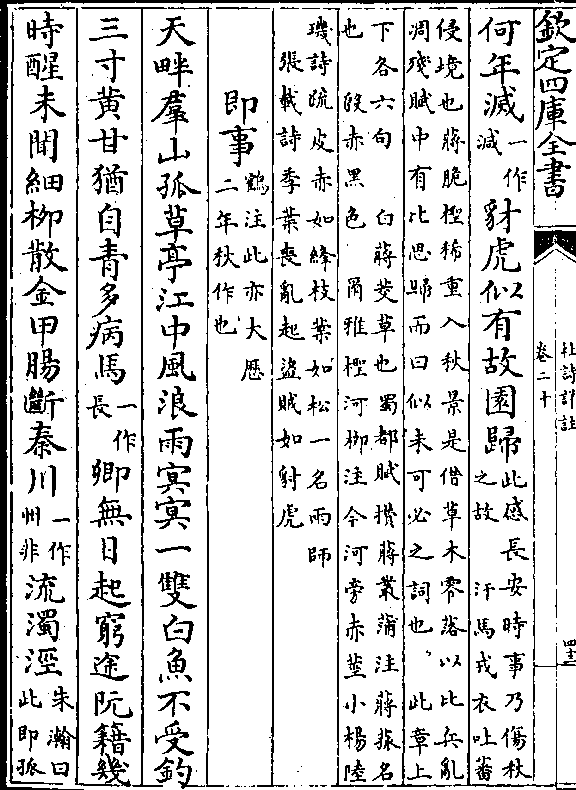 欽定四庫全書
杜詩詳註
卷二十
何年滅一作減豺虎似有故園歸此感長安時事乃傷秋之故 汗馬戎衣吐蕃
侵境也蔣脆檉稀重入秋景是借草木零落以比兵亂
凋殘賦中有比思歸而曰似未可必之詞也 此章上
下各六句 白蔣茭草也蜀都賦攢蔣叢蒲注蔣菰名
也 殷赤黑色 爾雅檉河柳注今河旁赤莖小楊陸
璣詩疏皮赤如絳枝葉如松一名雨師
張載詩季葉喪亂起盜賊如豺虎
即事鶴注此亦大歷二年秋作也
天畔羣山孤草亭江中風浪雨冥冥一雙白魚不受釣
三寸黃甘猶自青多病馬一作長卿無日起窮途阮籍幾
時醒未聞細柳散金甲腸斷秦川一作州非流濁涇朱瀚曰此即孤